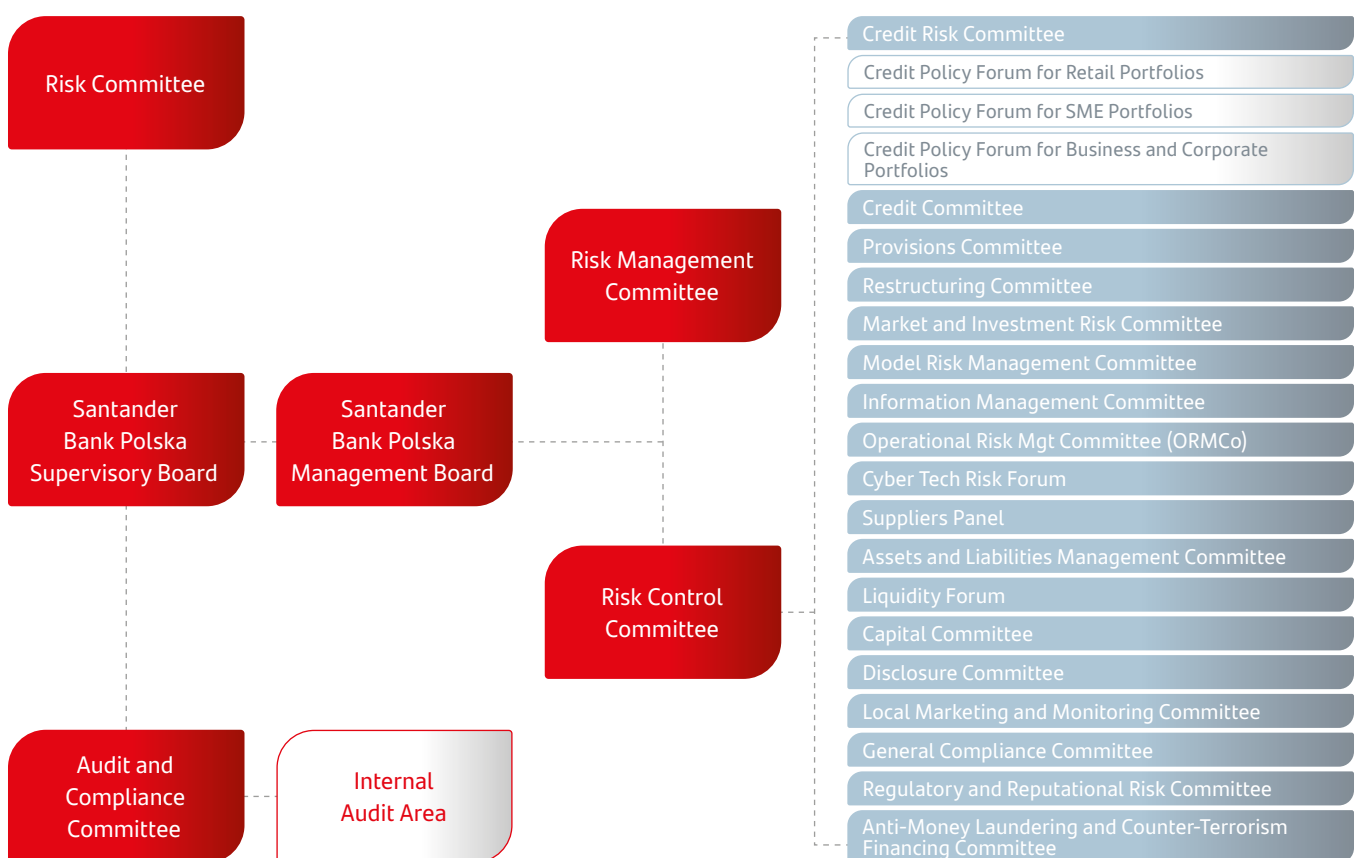 Risk Committee
Santander
Bank Polska
Supervisory Board
Audit and
Compliance
Committee
Santander
Bank Polska
Management Board
Internal
Audit Area
Risk Management
Committee
Risk Control
Committee
Credit Risk Committee
Credit Policy Forum for Retail Portfolios
Credit Policy Forum for SME Portfolios
Credit Policy Forum for Business and Corporate
Portfolios
Credit Committee
Provisions Committee
Restructuring Committee
Market and Investment Risk Committee
Model Risk Management Committee
Information Management Committee
Operational Risk Mgt Committee (ORMCo)
Cyber Tech Risk Forum
Suppliers Panel
Assets and Liabilities Management Committee
Liquidity Forum
Capital Committee
Disclosure Committee
Local Marketing and Monitoring Committee
General Compliance Committee
Regulatory and Reputational Risk Committee
Anti-Money Laundering and Counter-Terrorism
Financing Committee